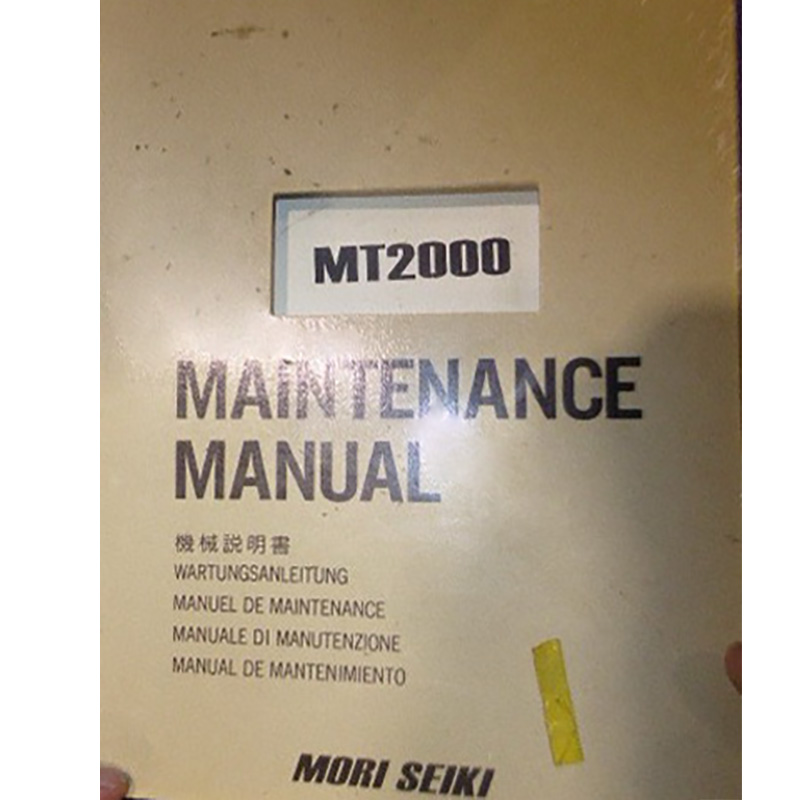 MT2000
MAINTENANCE
MANUAL
機械説明書
WARTUNGSANLEITUNG
MANUEL DE MAINTENANCE
MANUALE DI MANUTENZIONE
MANUAL DE MANTENIMIENTO
MORI SEIKI